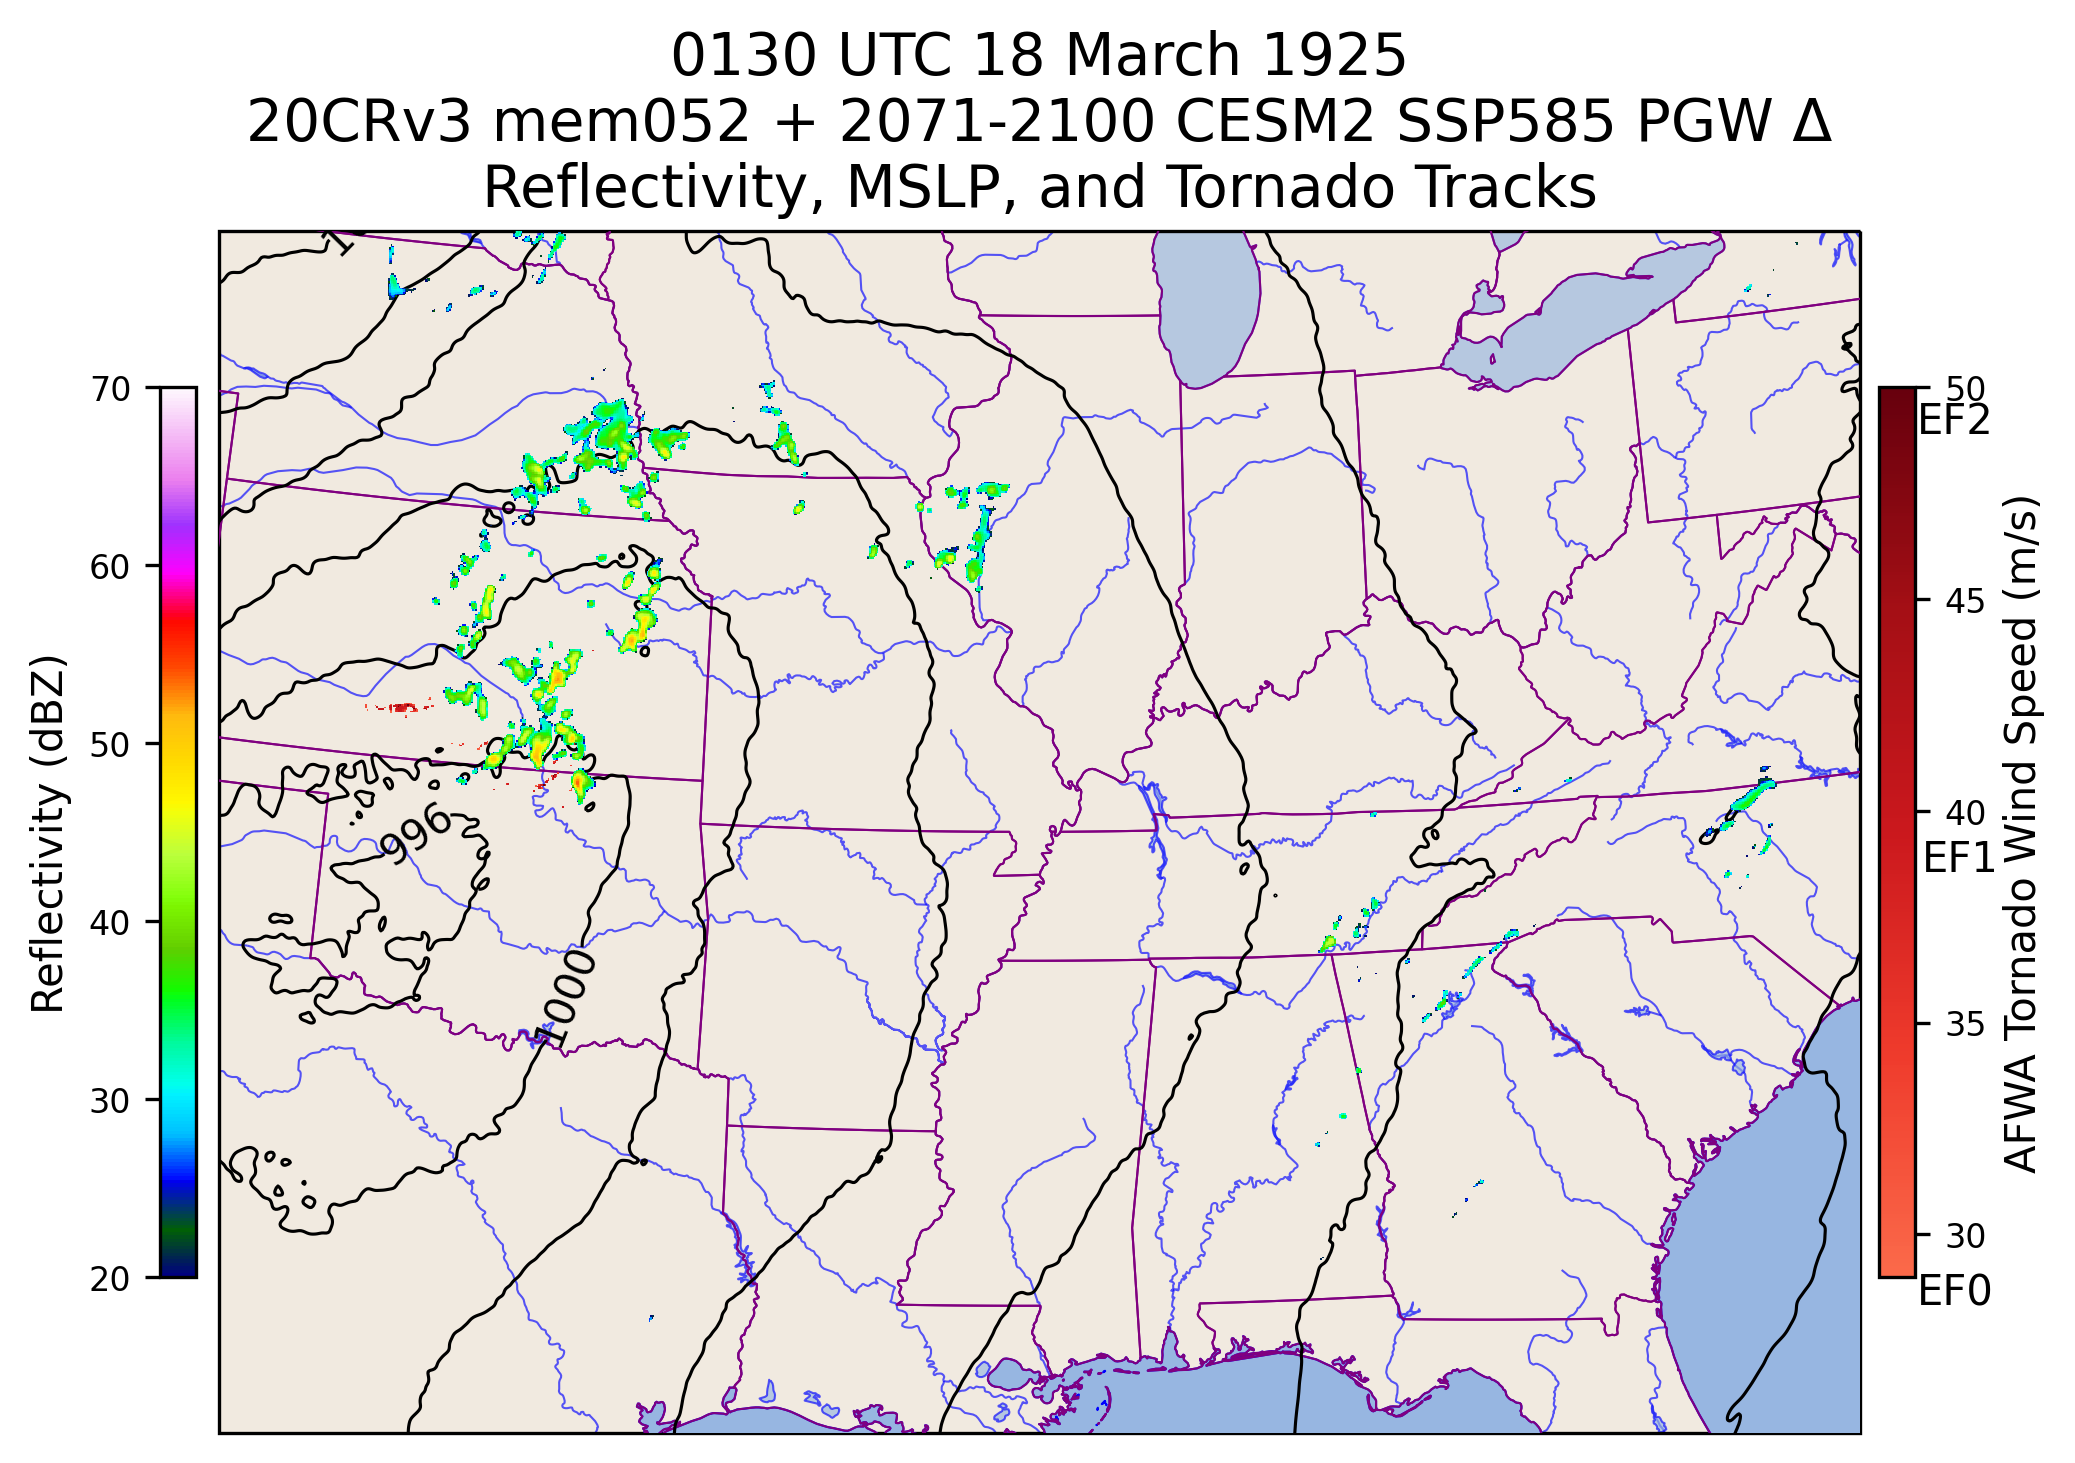 0130 UTC 18 March 1925
20CRv3 mem052 + 2071-2100 CESM2 SSP585 PGW Δ
Reflectivity, MSLP, and Tornado Tracks
70
60
50
40
30
20
Reflectivity (dBZ)
996
1000
50
EF2
45
40
EF1
35
30
EF0
AFWA Tornado Wind Speed (m/s)